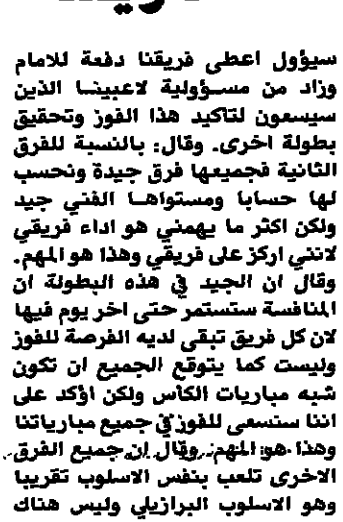 سيؤول اعطى فريقنا دفعة للامام
وزاد من مسؤولية لاعبينا الذين
سيسعون لتاكيد هذا الفوز وتحقيق
بطولة اخرى. وقال: بالنسبة للفرق
الثانية فجميعها فرق جيدة ونحسب
لها حسابا ومستواها الفني جيد
ولكن اكثر ما يهمني هو اداء فريقي
لانني اركز على فريقي وهذا هو المهم.
وقال ان الجيد في هذه البطولة ان
المنافسة ستستمر حتى اخر يوم فيها
لان كل فريق تبقى لديه الفرصة للفوز
وليست كما يتوقع الجميع ان تكون
شبه مباريات الكأس ولكن اؤكد على
اننا سنسعى للفوز في جميع مبارياتنا
وهذا هو المهم. وقال ان جميع الفرق
الاخرى تلعب بنفس الاسلوب تقريبا
وهو الاسلوب البرازيلي وليس هناك